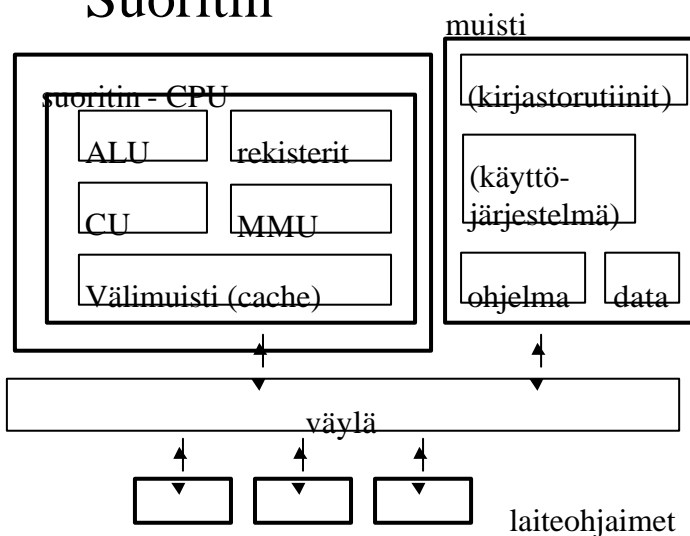 Suoritin
muisti
suoritin - CPU
(kirjastorutiinit)
ALU
rekisterit
(käyttö-
järjestelmä)
CU
MMU
Välimuisti (cache)
ohjelma
data
väylä
laiteohjaimet